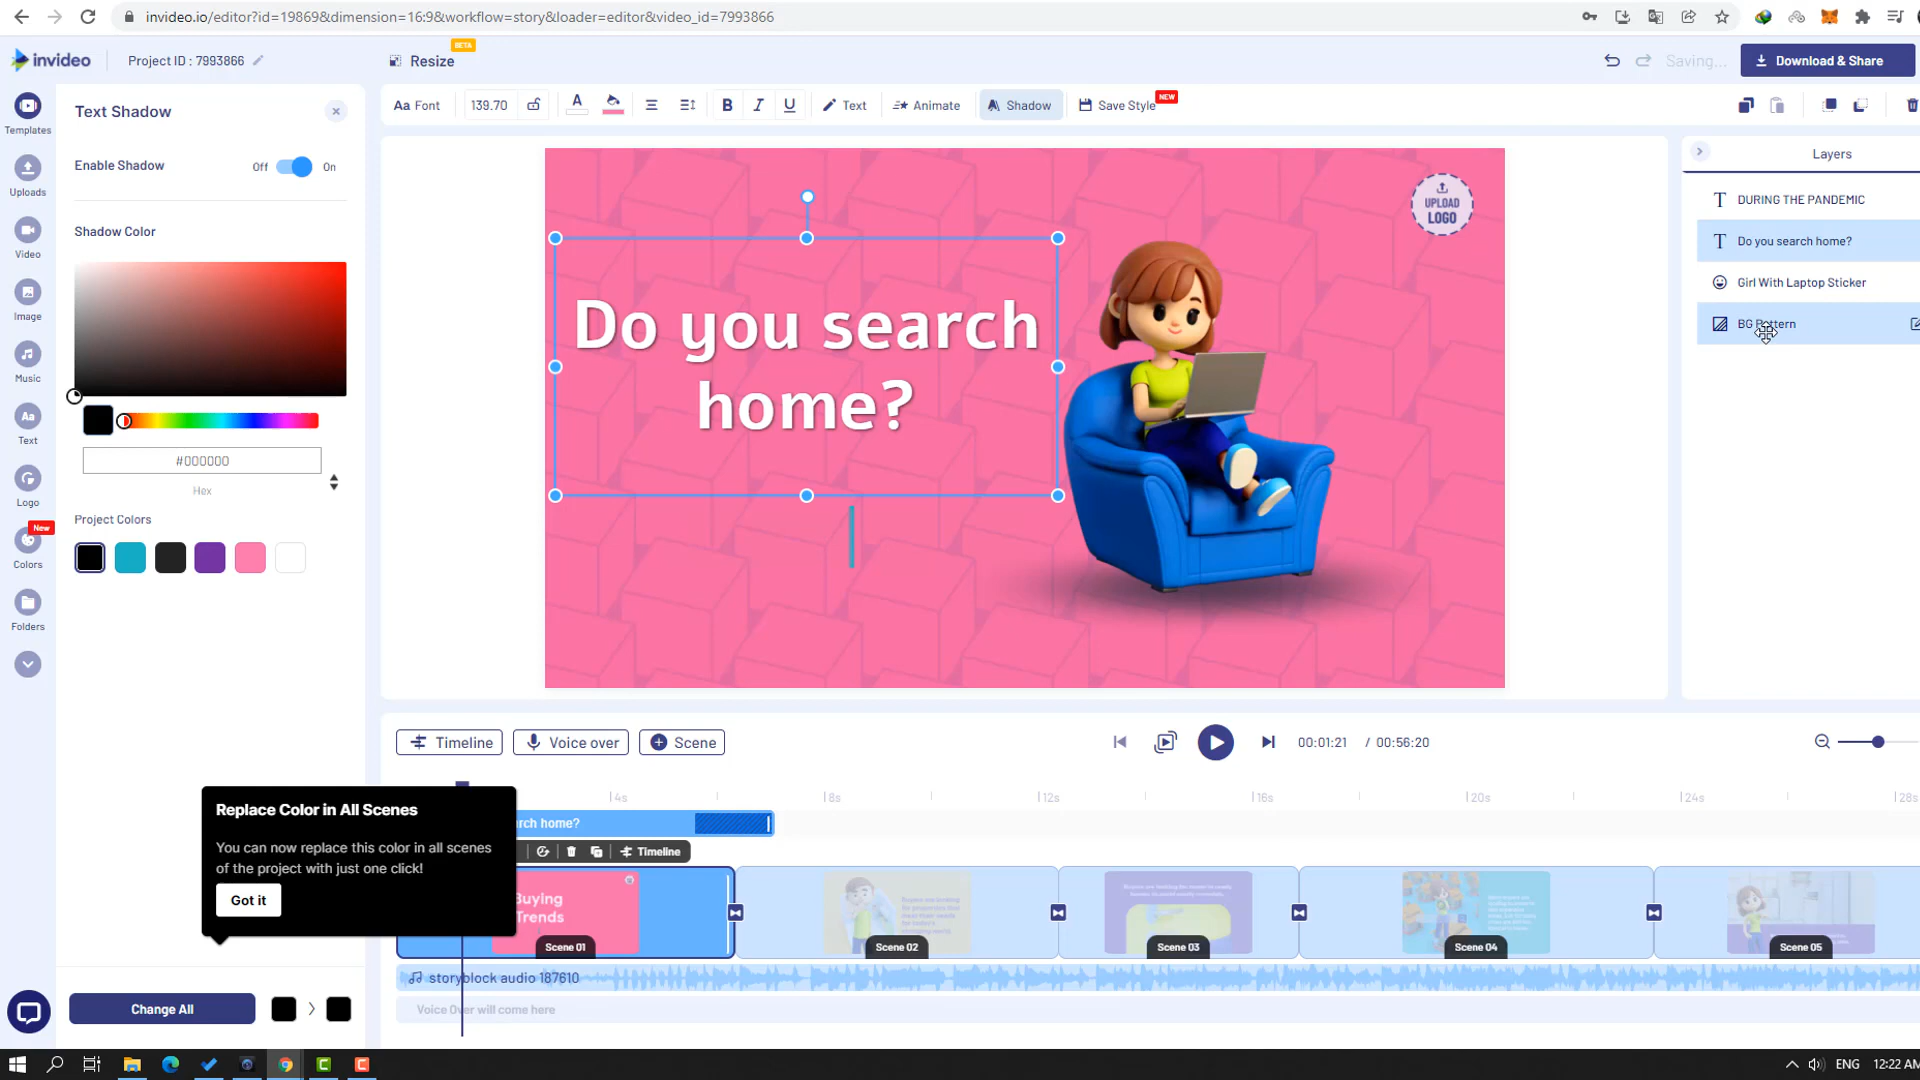 invideo.io/editor?id=19869&dimension=16:9&workflow=story&loader=editor&video_id=7993866
invideo
Project ID : 7993866
Resize
BETA
Saving...
Download & Share
Templates
Uploads
Video
Image
Music
Text
Logo
New
Colors
Folders
Text Shadow
Enable Shadow
Off
On
Shadow Color
#000000
Hex
Project Colors
Aa Font
139.70
A
B
I
U
Text
Animate
Shadow
Save Style
NEW
UPLOAD
LOGO
Do you search
home?
Layers
DURING THE PANDEMIC
Do you search home?
Girl With Laptop Sticker
BG Pattern
Timeline
Voice over
Scene
00:01:21 / 00:56:20
4s
8s
12s
16s
20s
24s
28s
rch home?
Timeline
Replace Color in All Scenes
You can now replace this color in all scenes
of the project with just one click!
Got it
Buying
Trends
Scene 01
Scene 02
Scene 03
Scene 04
Scene 05
storyblock audio 187610
Voice Over will come here
Change All
ENG
12:22 AM